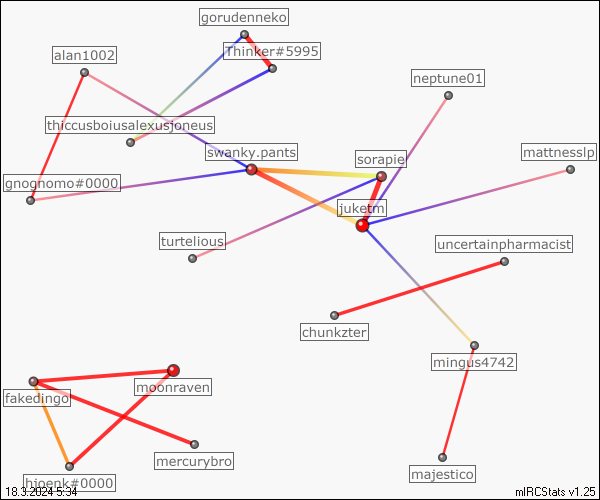 gorudenneko
Thinker#5995
alan1002
neptune01
thiccusboiusalexusjoneus
swanky.pants
sorapie
mattnesslp
gnognomo#0000
juketm
turtelious
uncertainpharmacist
chunkzter
mingus4742
moonraven
fakedingo
mercurybro
majestico
hjoenk#0000
18.3.2024 5:34
mIRCStats v1.25